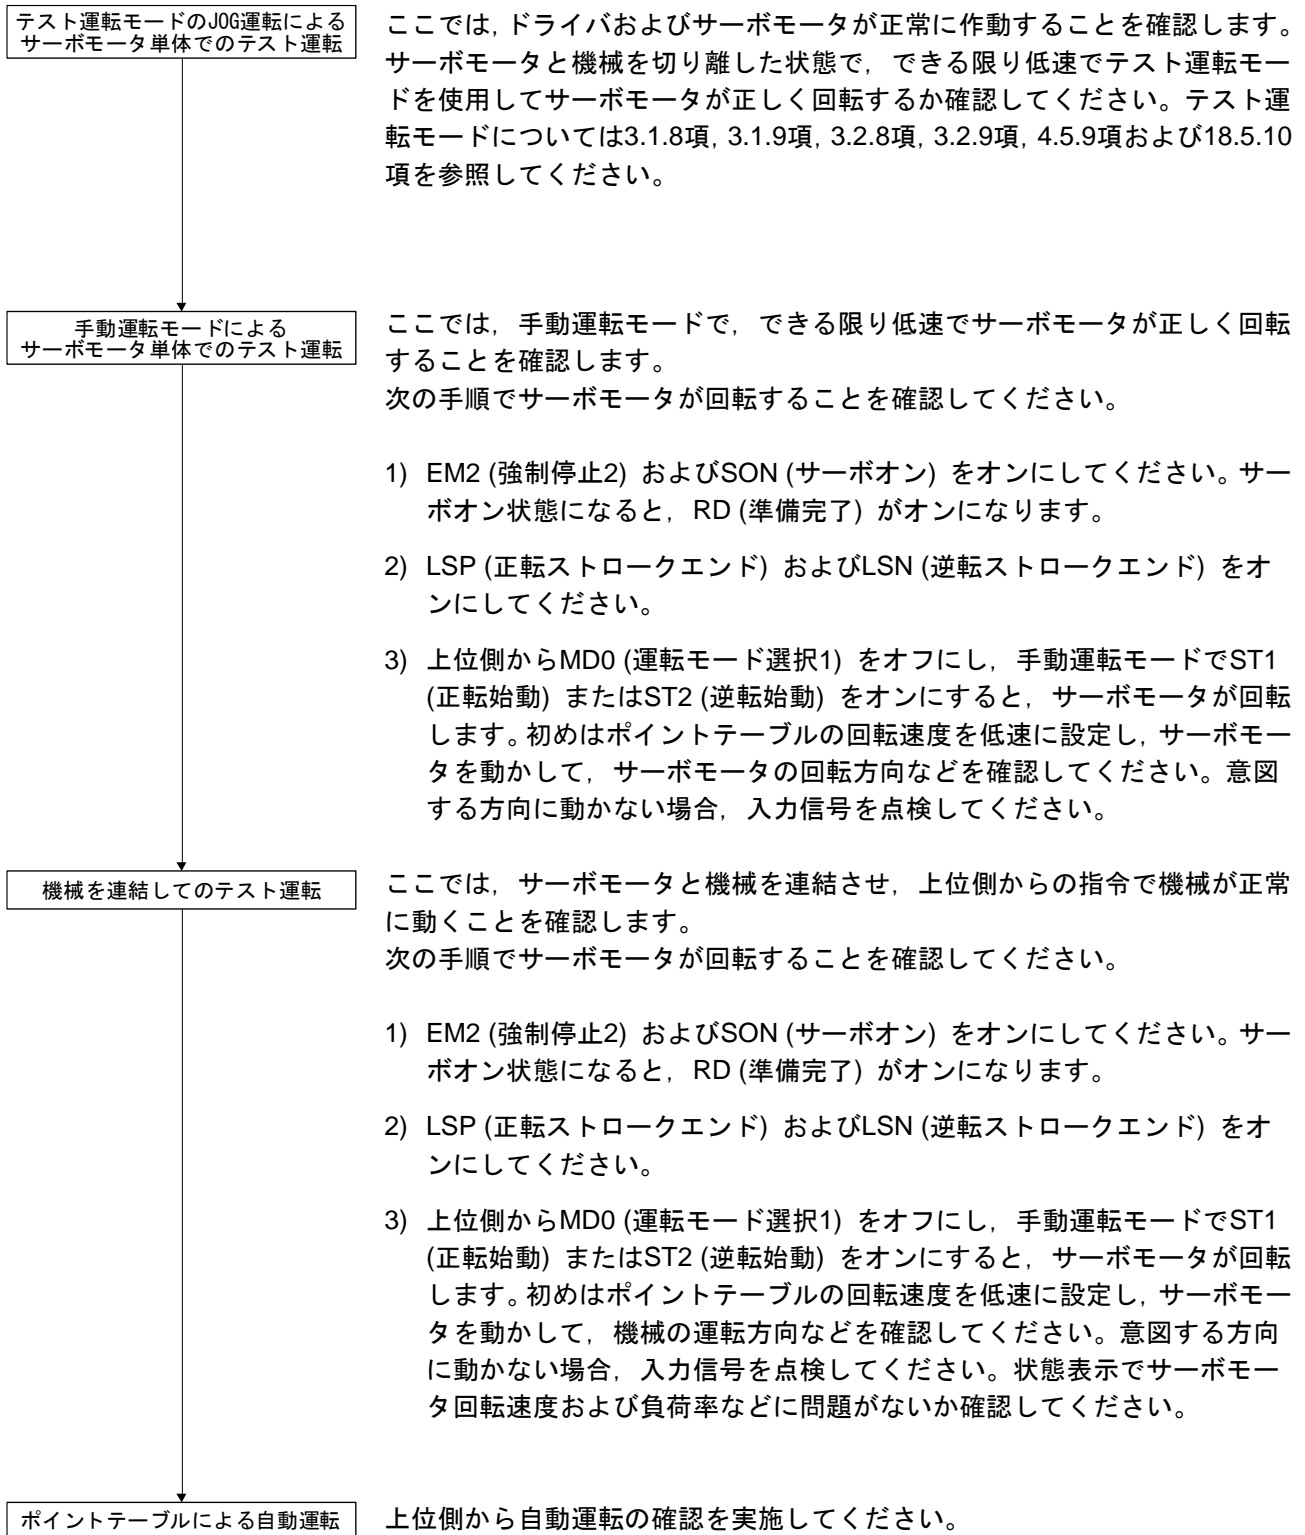 テスト運転モードのJOG運転による
サーボモータ単体でのテスト運転
ここでは,ドライバおよびサーボモータが正常に作動することを確認します。
サーボモータと機械を切り離した状態で,できる限り低速でテスト運転モー
ドを使用してサーボモータが正しく回転するか確認してください。テスト運
転モードについては3.1.8項,3.1.9項,3.2.8項,3.2.9項,4.5.9項および18.5.10
項を参照してください。
手動運転モードによる
サーボモータ単体でのテスト運転
ここでは,手動運転モードで,できる限り低速でサーボモータが正しく回転
することを確認します。
次の手順でサーボモータが回転することを確認してください。
1) EM2 (強制停止2) およびSON (サーボオン) をオンにしてください。サー
ボオン状態になると,RD (準備完了) がオンになります。
2) LSP (正転ストロークエンド) およびLSN (逆転ストロークエンド) をオ
ンにしてください。
3) 上位側からMD0 (運転モード選択1) をオフにし,手動運転モードでST1
(正転始動) またはST2 (逆転始動) をオンにすると,サーボモータが回転
します。初めはポイントテーブルの回転速度を低速に設定し,サーボモー
タを動かして,サーボモータの回転方向などを確認してください。意図
する方向に動かない場合,入力信号を点検してください。
機械を連結してのテスト運転
ここでは,サーボモータと機械を連結させ,上位側からの指令で機械が正常
に動くことを確認します。
次の手順でサーボモータが回転することを確認してください。
1) EM2 (強制停止2) およびSON (サーボオン) をオンにしてください。サー
ボオン状態になると,RD (準備完了) がオンになります。
2) LSP (正転ストロークエンド) およびLSN (逆転ストロークエンド) をオ
ンにしてください。
3) 上位側からMD0 (運転モード選択1) をオフにし,手動運転モードでST1
(正転始動) またはST2 (逆転始動) をオンにすると,サーボモータが回転
します。初めはポイントテーブルの回転速度を低速に設定し,サーボモー
タを動かして,機械の運転方向などを確認してください。意図する方向
に動かない場合,入力信号を点検してください。状態表示でサーボモー
タ回転速度および負荷率などに問題がないか確認してください。
ポイントテーブルによる自動運転
上位側から自動運転の確認を実施してください。